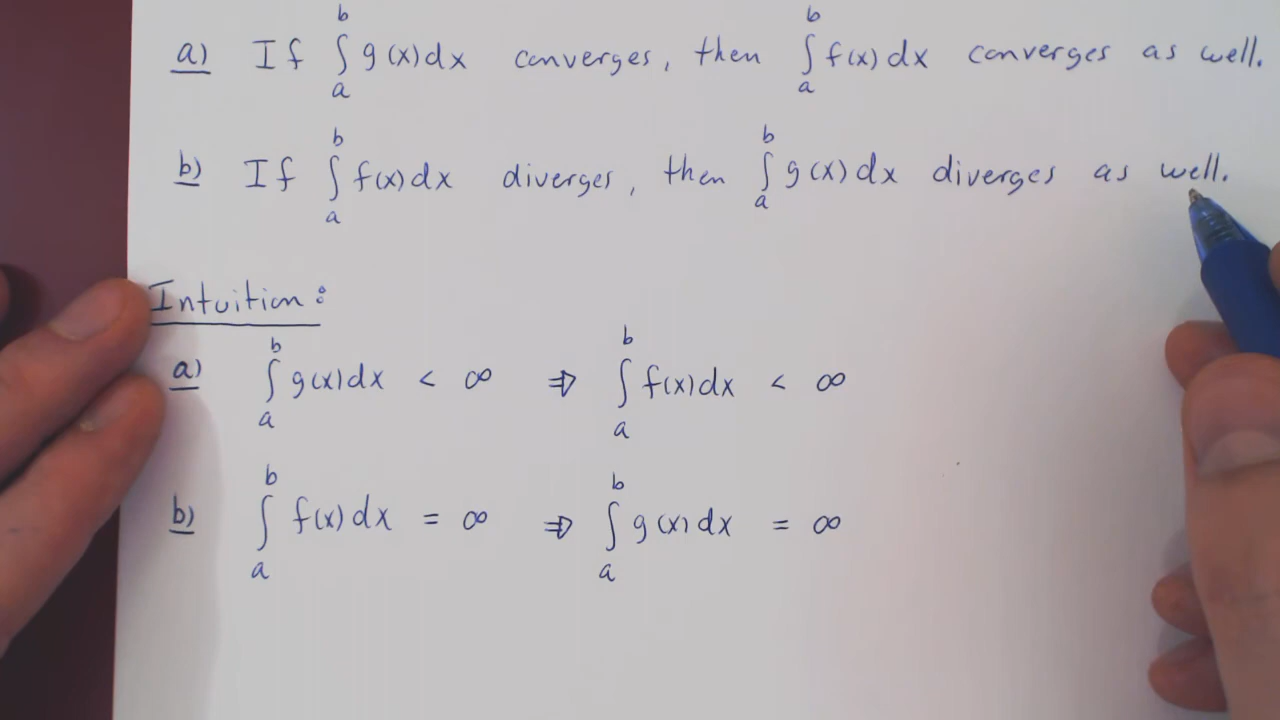 a) If ∫_a^b g(x)dx converges, then ∫_a^b f(x)dx converges as well.
b) If ∫_a^b f(x)dx diverges, then ∫_a^b g(x)dx diverges as well.
Intuition:
a) ∫_a^b g(x)dx < ∞ ⇒ ∫_a^b f(x)dx < ∞
b) ∫_a^b f(x)dx = ∞ ⇒ ∫_a^b g(x)dx = ∞